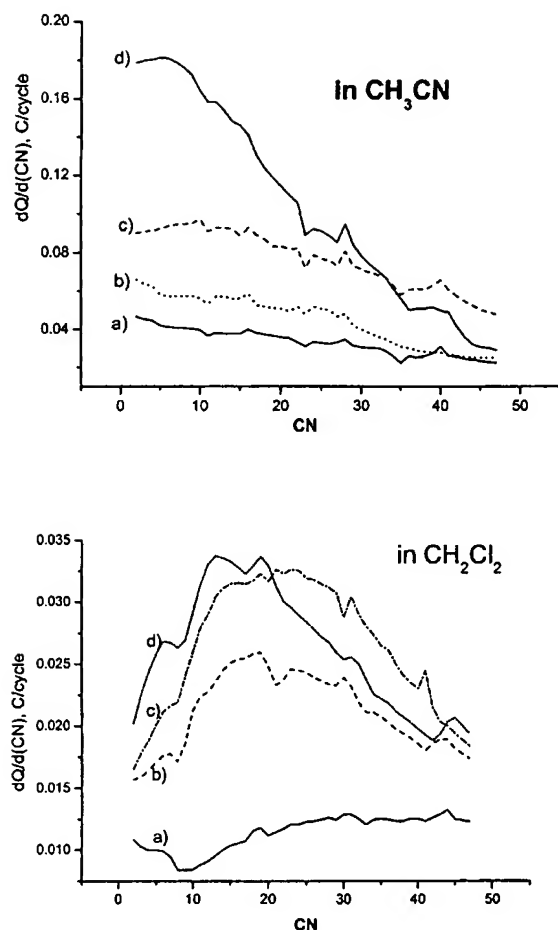 0.20
0.16
0.12
0.08
0.04
dQ/d(CN), C/cycle
d)
c)
b)
a)
in CH₃CN
0 10 20 30 40 50
CN
0.035
0.030
0.025
0.020
0.015
0.010
dQ/d(CN), C/cycle
in CH₂Cl₂
d)
c)
b)
a)
0 10 20 30 40 50
CN